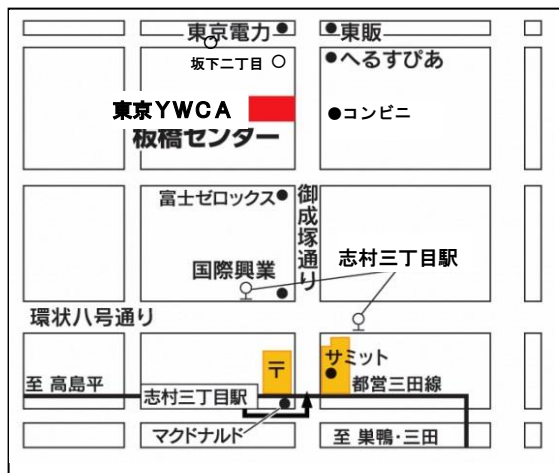 東京電力
東販
坂下二丁目
へるすぴあ
東京YWCA
板橋センター
コンビニ
富士ゼロックス
御成塚通り
国際興業
志村三丁目駅
環状八号通り
サミット
〒
至 高島平
志村三丁目駅
都営三田線
マクドナルド
至 巣鴨・三田